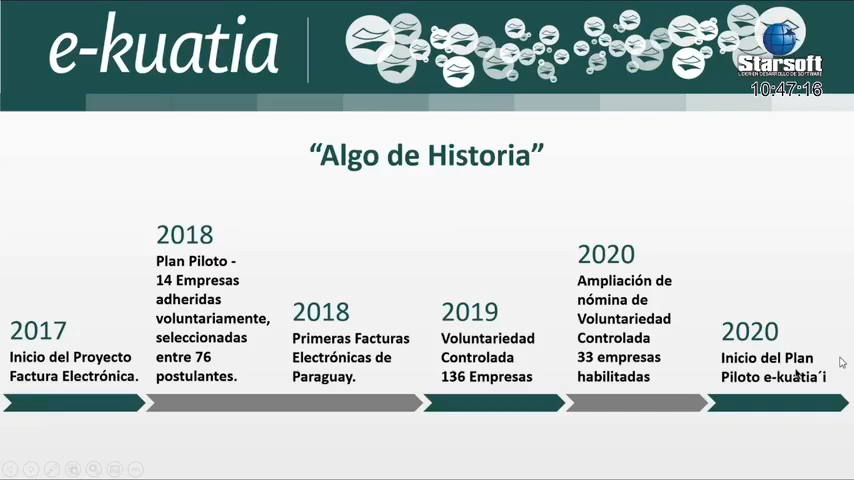 e-kuatia
Starsoft
LIDER EN DESARROLLO DE SOFTWARE
10:47:16
“Algo de Historia”
2017
Inicio del Proyecto
Factura Electrónica.
2018
Plan Piloto -
14 Empresas
adheridas
voluntariamente,
seleccionadas
entre 76
postulantes.
2018
Primeras Facturas
Electrónicas de
Paraguay.
2019
Voluntariedad
Controlada
136 Empresas
2020
Ampliación de
nómina de
Voluntariedad
Controlada
33 empresas
habilitadas
2020
Inicio del Plan
Piloto e-kuatia´i